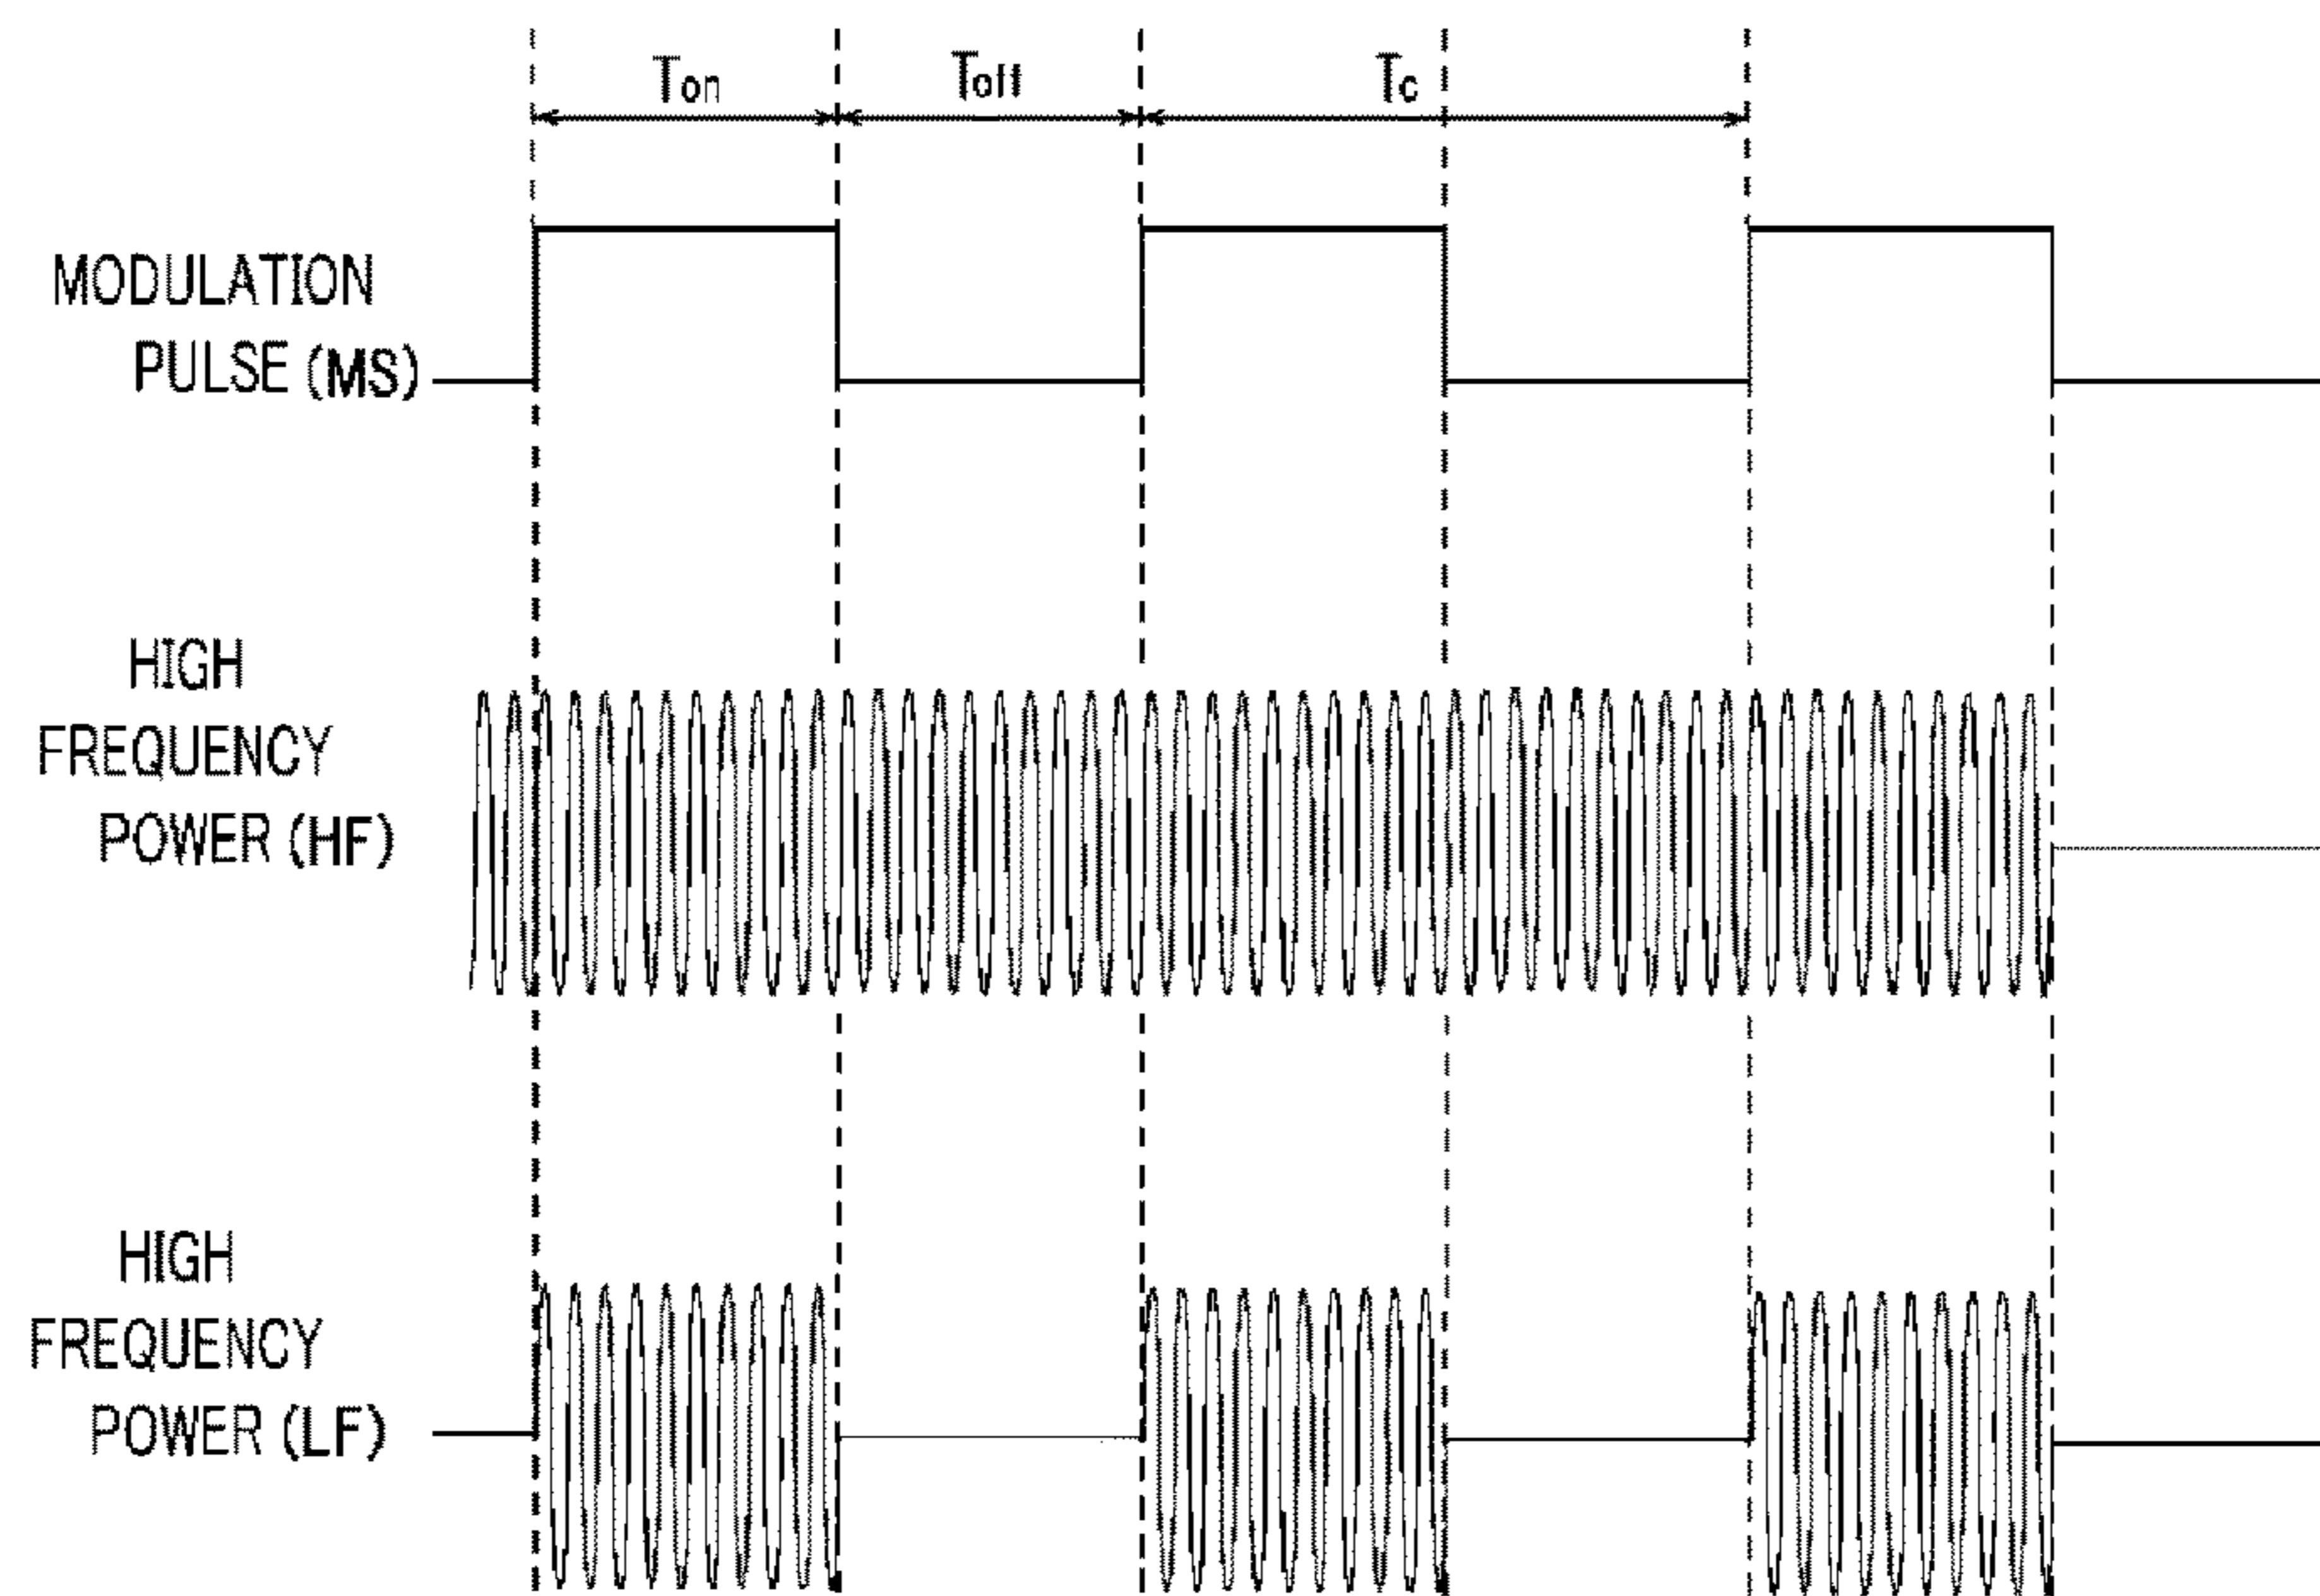 Ton
Toff
Tc
MODULATION
PULSE (MS)
HIGH
FREQUENCY
POWER (HF)
HIGH
FREQUENCY
POWER (LF)